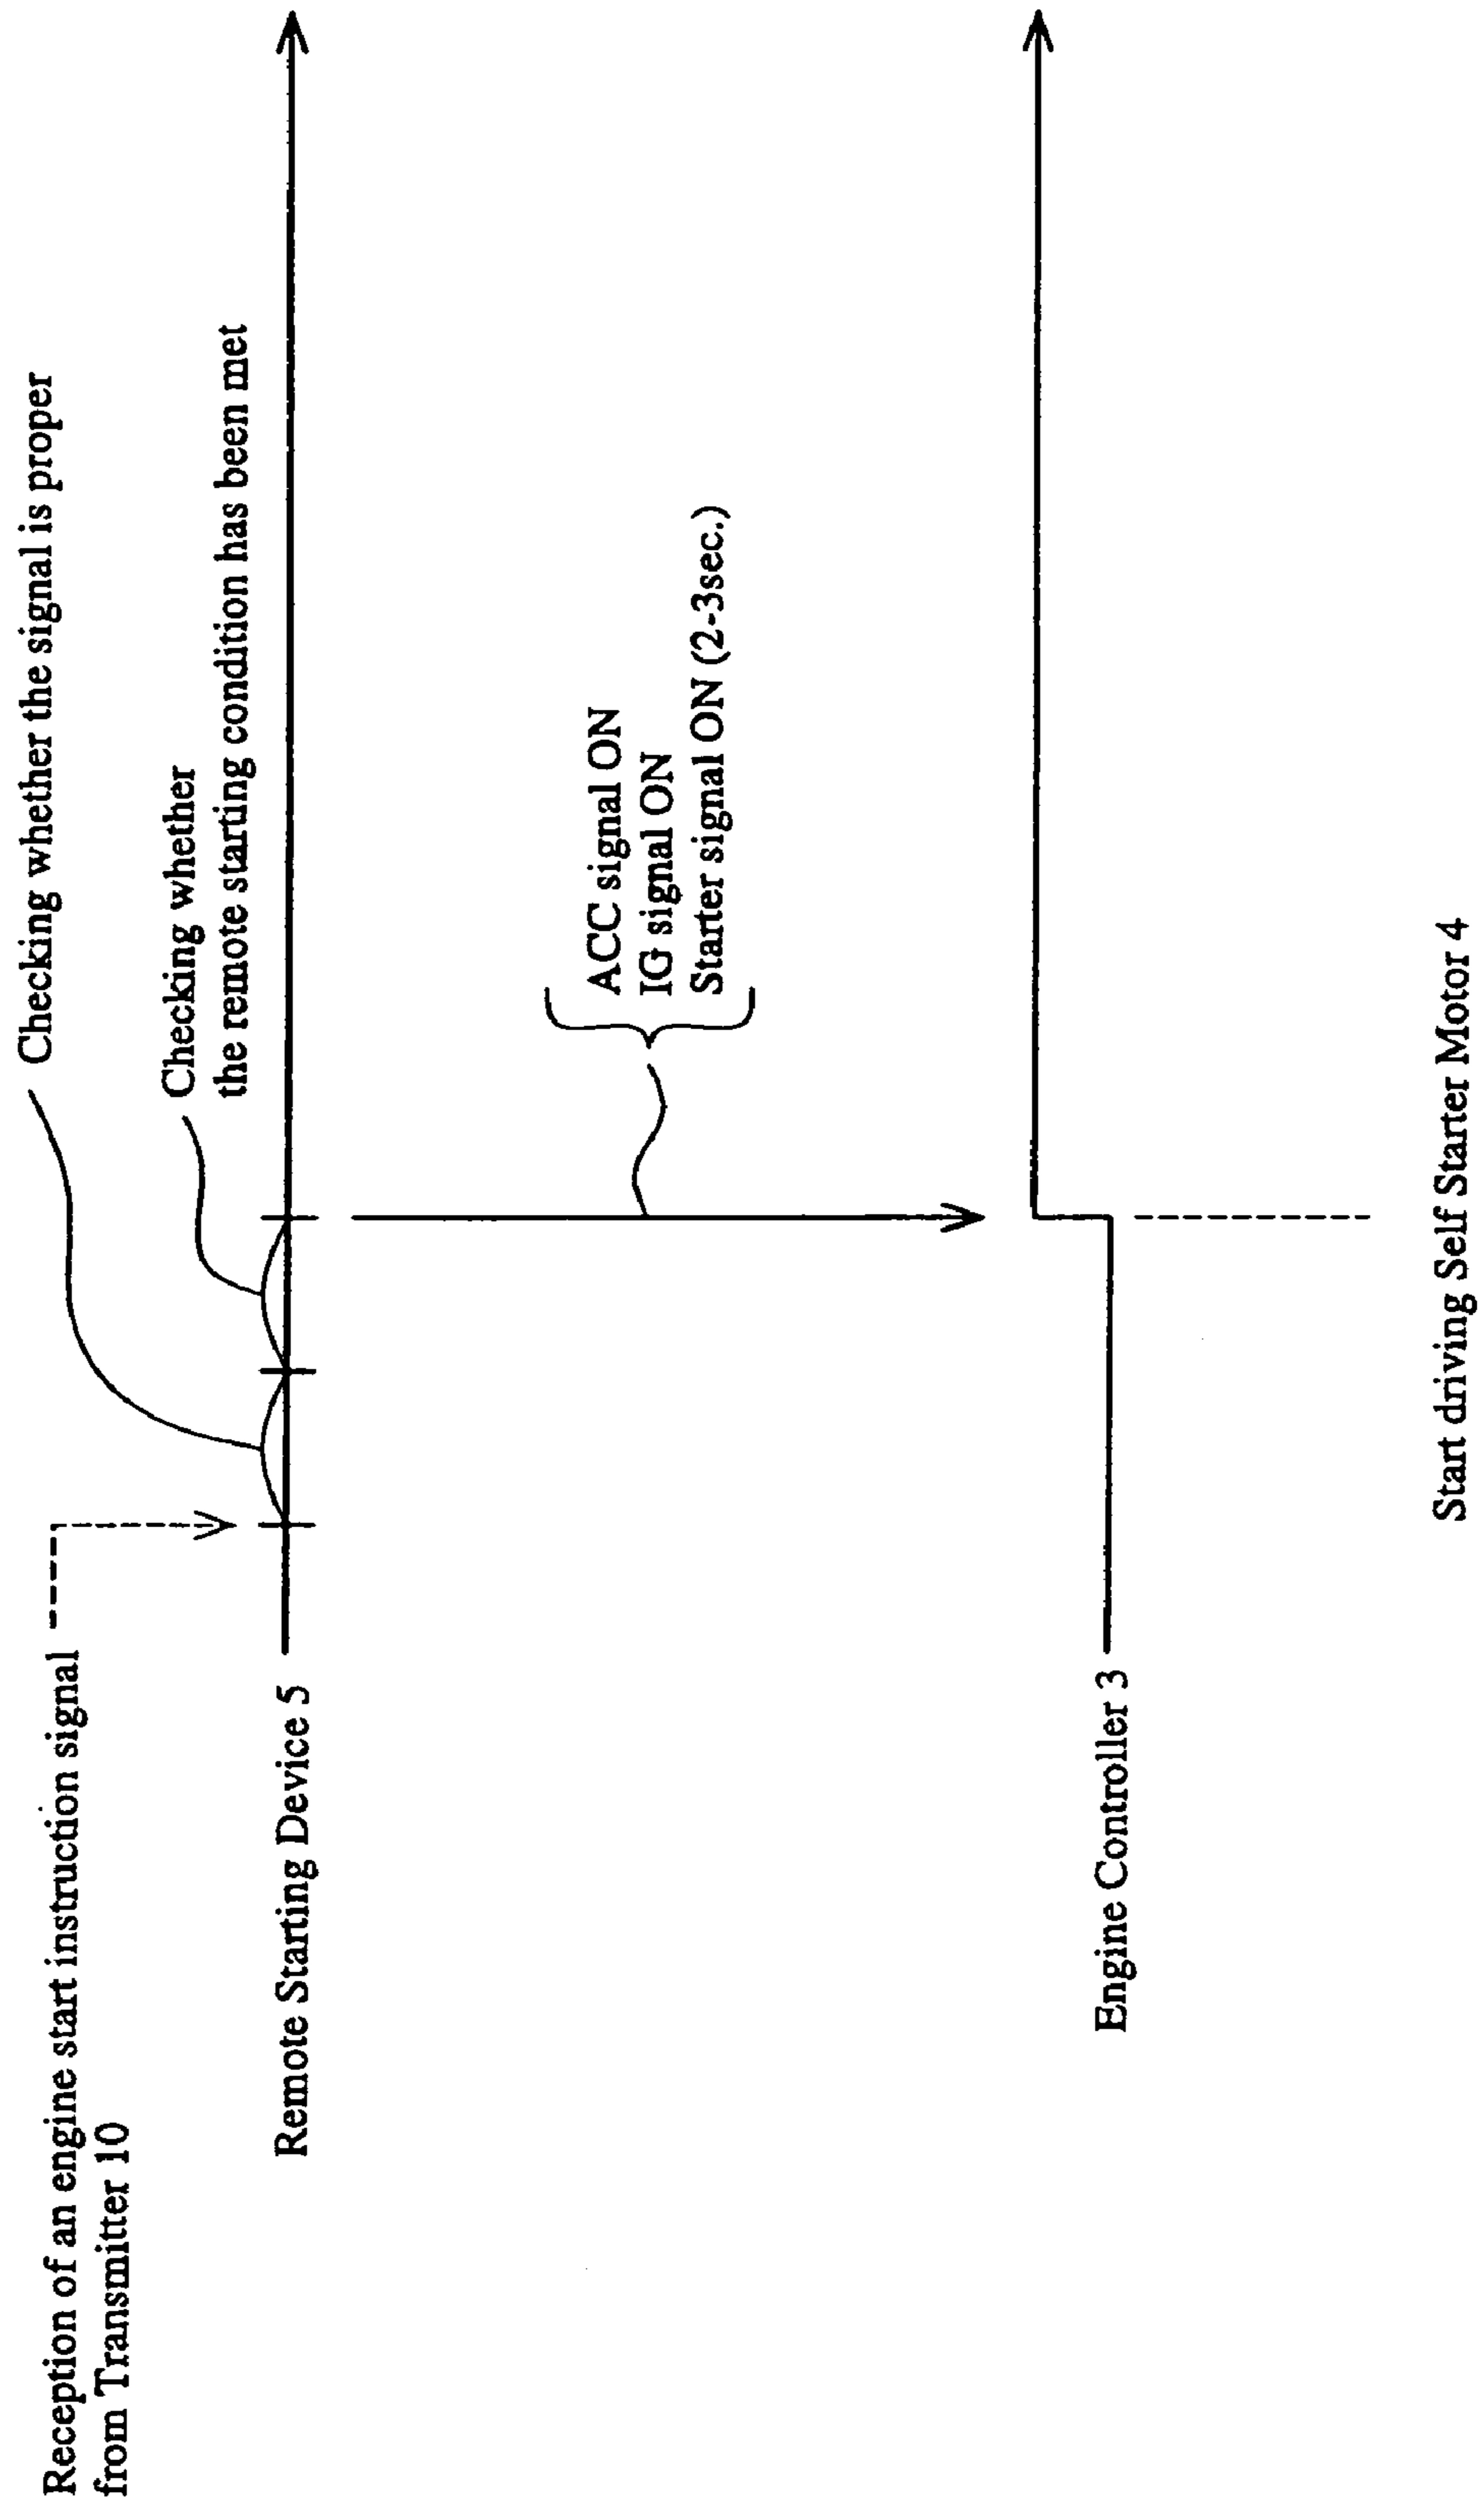 Reception of an engine start instruction signal
from Transmitter 10
Checking whether the signal is proper
Checking whether
the remote starting condition has been met
Remote Starting Device 5
ACC signal ON
IG signal ON
Starter signal ON (2-3sec.)
Engine Controller 3
Start driving Self Starter Motor 4